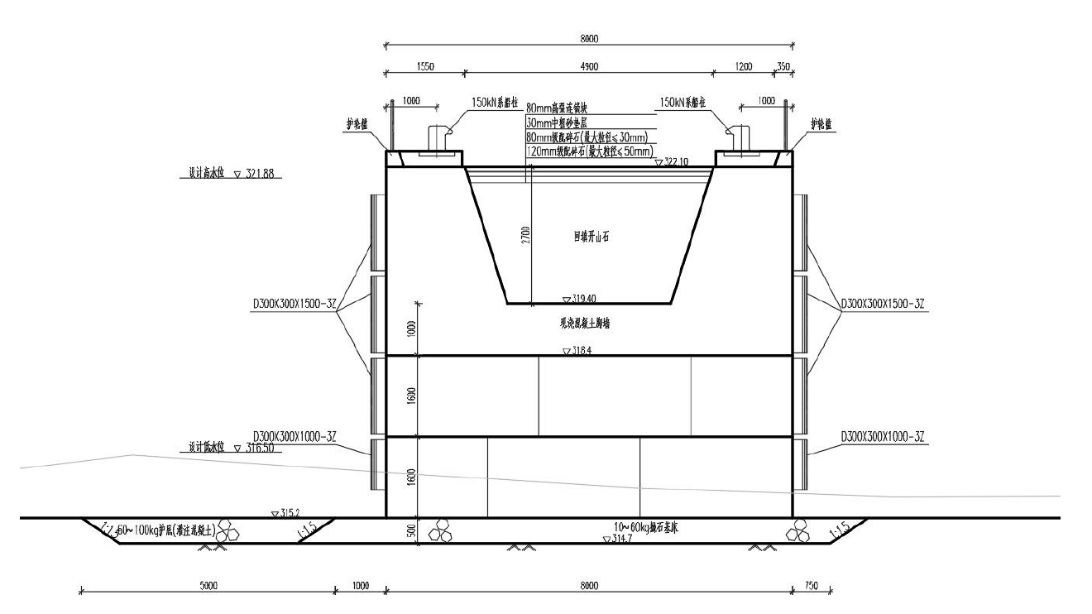 8000
1550 4900 1200 350
1000 150kN系船柱 80mm高强连锁块 150kN系船柱 1000
30mm中粗砂垫层
护轮槛 80mm级配碎石(最大粒径≤30mm) 护轮槛
120mm级配碎石(最大粒径≤50mm)
322.10
设计高水位 321.88
2700 回填开山石
319.40
D300X300X1500-3Z D300X300X1500-3Z
1000 现浇混凝土胸墙
318.4
1600
D300X300X1000-3Z D300X300X1000-3Z
设计低水位 316.50
1600
315.2
60~100kg护底(灌注混凝土) 1:1.5 500 10~60kg抛石基床 1:1.5
314.7
5000 1000 8000 750